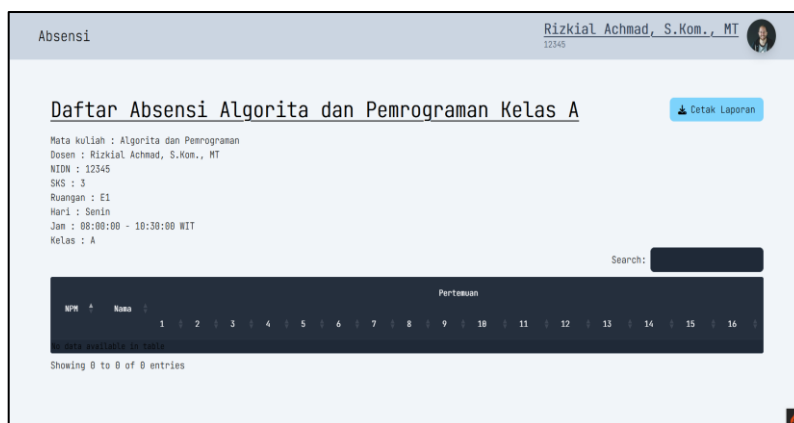 Absensi
Rizkial Achmad, S.Kom., MT
12345
Daftar Absensi Algorita dan Pemrograman Kelas A
Cetak Laporan
Mata kuliah : Algorita dan Pemrograman
Dosen : Rizkial Achmad, S.Kom., MT
NIDN : 12345
SKS : 3
Ruangan : E1
Hari : Senin
Jam : 08:00:00 - 10:30:00 WIT
Kelas : A
Search:
Pertemuan
NPM Nama
1 2 3 4 5 6 7 8 9 10 11 12 13 14 15 16
No data available in table
Showing 0 to 0 of 0 entries